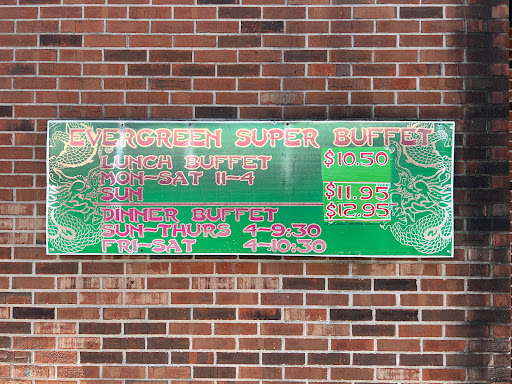 EVERGREEN SUPER BUFFET
LUNCH BUFFET $10.50
MON~SAT 11~4
SUN $11.95
DINNER BUFFET $12.95
SUN~THURS 4~9:30
FRI~SAT 4~10:30